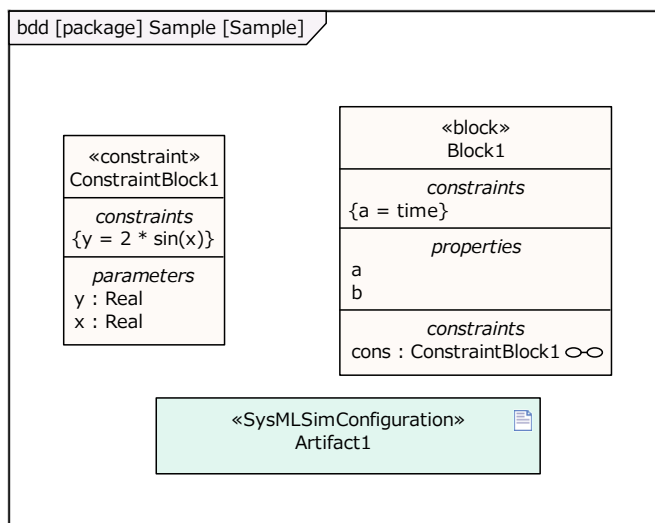 bdd [package] Sample [Sample]
«constraint»
ConstraintBlock1
constraints
{y = 2 * sin(x)}
parameters
y : Real
x : Real
«block»
Block1
constraints
{a = time}
properties
a
b
constraints
cons : ConstraintBlock1
«SysMLSimConfiguration»
Artifact1